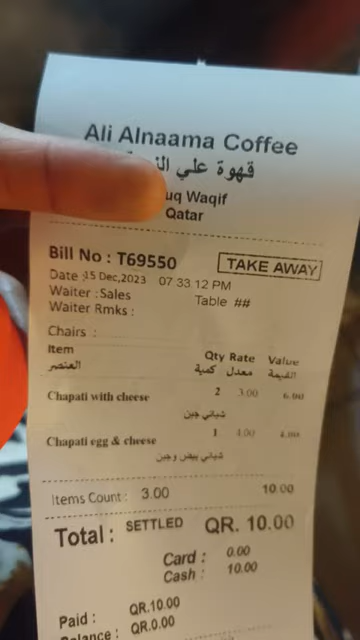 Ali Alnaama Coffee
قهوة علي
uq Waqif
Qatar
Bill No : T69550
TAKE AWAY
Date :15 Dec,2023 07 33 12 PM
Waiter :Sales Table ##
Waiter Rmks :
Chairs :
Item Qty Rate Value
العنصر كمية معدل القيمة
Chapati with cheese 2 3.00 6.00
شباتي جبن
Chapati egg & cheese 1 4.00 4.00
شباتي بيض وجبن
Items Count : 3.00 10.00
Total : SETTLED QR. 10.00
Card : 0.00
Cash : 10.00
Paid : QR.10.00
Balance : QR.0.00